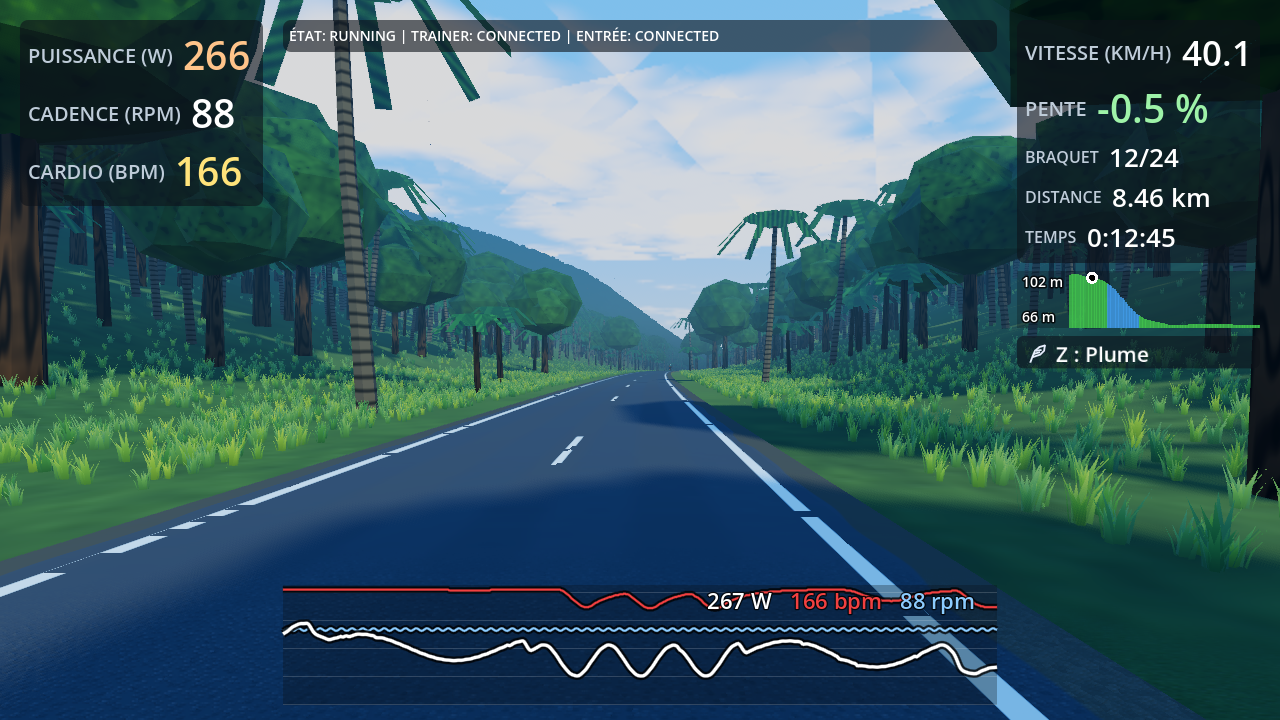 PUISSANCE (W) 266
CADENCE (RPM) 88
CARDIO (BPM) 166
ÉTAT: RUNNING | TRAINER: CONNECTED | ENTRÉE: CONNECTED
VITESSE (KM/H) 40.1
PENTE -0.5 %
BRAQUET 12/24
DISTANCE 8.46 km
TEMPS 0:12:45
102 m
66 m
Z : Plume
267 W 166 bpm 88 rpm